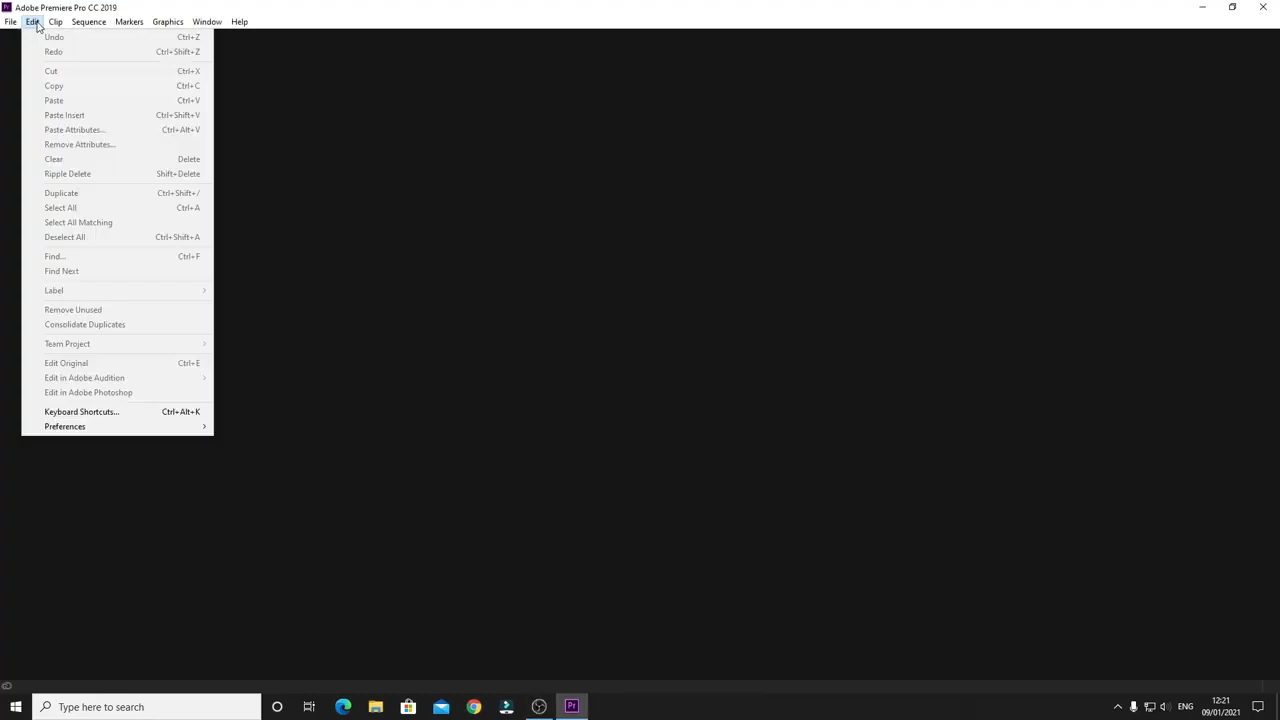 Adobe Premiere Pro CC 2019
File Edit Clip Sequence Markers Graphics Window Help
Undo Ctrl+Z
Redo Ctrl+Shift+Z
Cut Ctrl+X
Copy Ctrl+C
Paste Ctrl+V
Paste Insert Ctrl+Shift+V
Paste Attributes... Ctrl+Alt+V
Remove Attributes...
Clear Delete
Ripple Delete Shift+Delete
Duplicate Ctrl+Shift+/
Select All Ctrl+A
Select All Matching
Deselect All Ctrl+Shift+A
Find... Ctrl+F
Find Next
Label
Remove Unused
Consolidate Duplicates
Team Project
Edit Original Ctrl+E
Edit in Adobe Audition
Edit in Adobe Photoshop
Keyboard Shortcuts... Ctrl+Alt+K
Preferences
Type here to search
Pr
ENG
12:21
09/01/2021